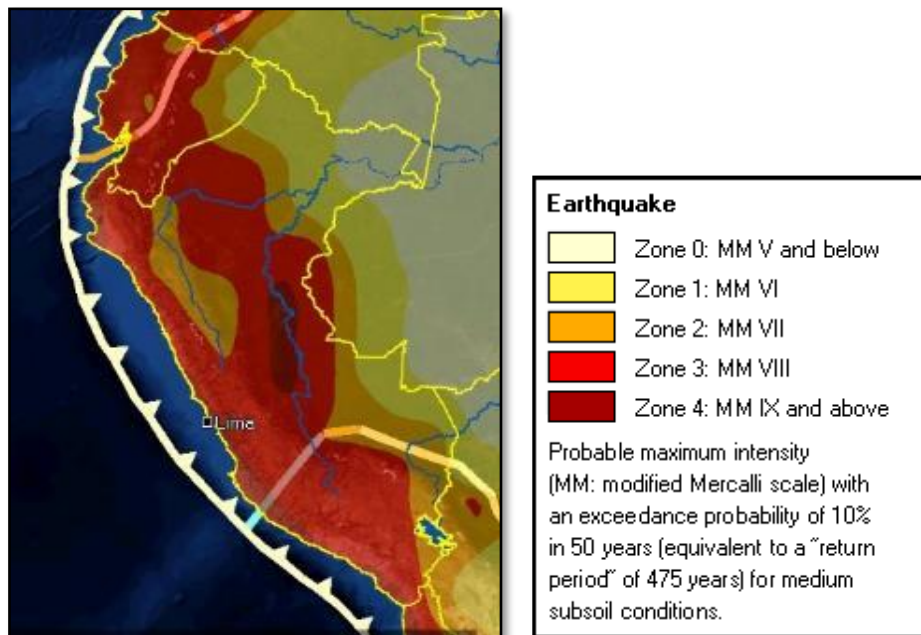 Lima
Earthquake
Zone 0: MM V and below
Zone 1: MM VI
Zone 2: MM VII
Zone 3: MM VIII
Zone 4: MM IX and above
Probable maximum intensity
(MM: modified Mercalli scale) with
an exceedance probability of 10%
in 50 years (equivalent to a "return
period" of 475 years) for medium
subsoil conditions.